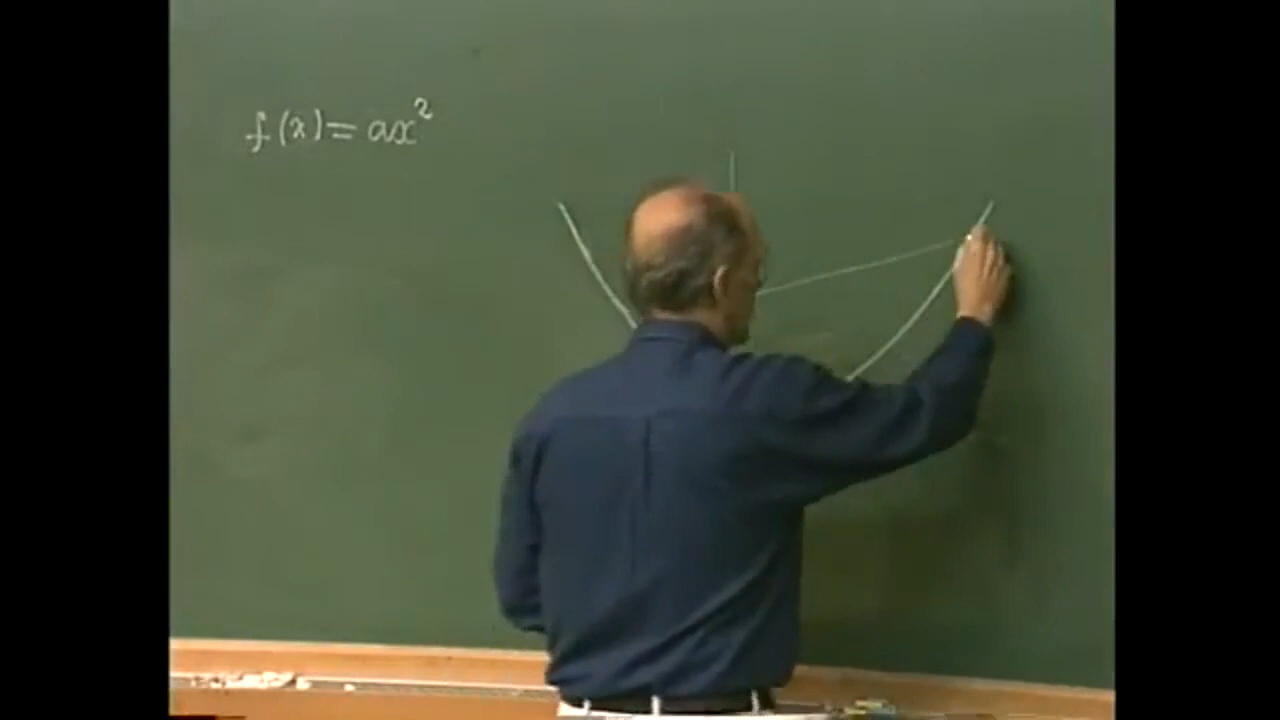 f(x) = ax²